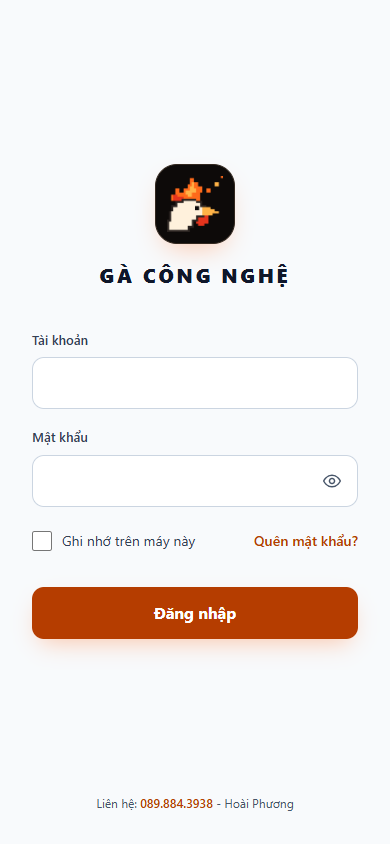 GÀ CÔNG NGHỆ
Tài khoản
Mật khẩu
Ghi nhớ trên máy này
Quên mật khẩu?
Đăng nhập
Liên hệ: 089.884.3938 - Hoài Phương